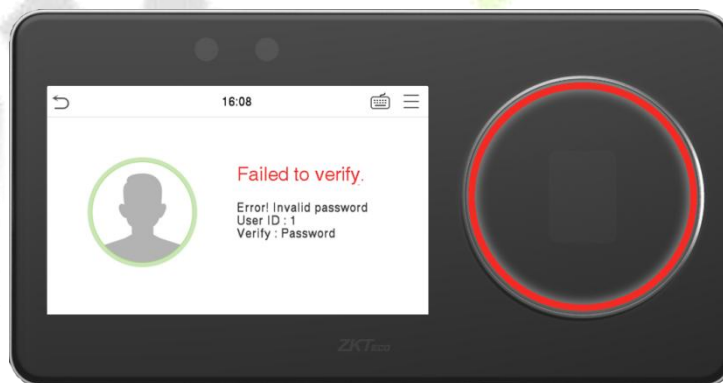 16:08
Failed to verify.
Error! Invalid password
User ID : 1
Verify : Password
ZKTeco